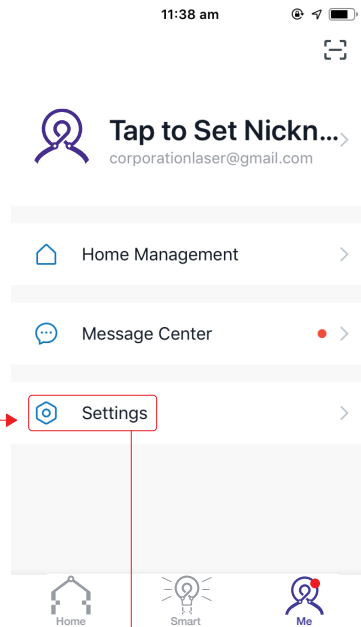 11:38 am
Tap to Set Nickn...
corporationlaser@gmail.com
Home Management
Message Center
Settings
Home
Smart
Me